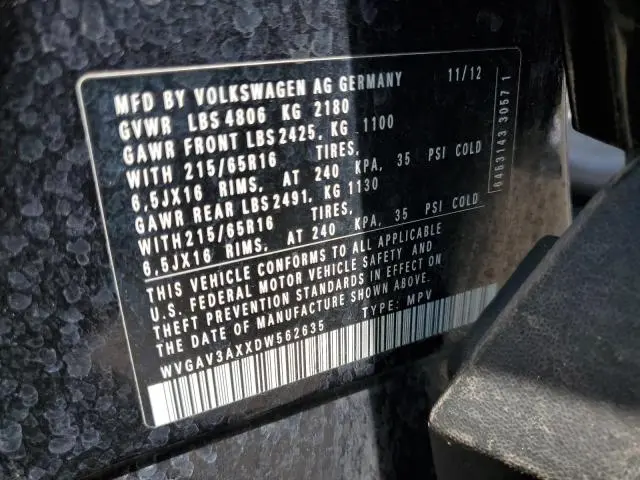 MFD BY VOLKSWAGEN AG GERMANY 11/12
GVWR LBS 4806 KG 2180
GAWR FRONT LBS 2425, KG 1100
WITH 215/65R16 TIRES,
6.5JX16 RIMS, AT 240 KPA, 35 PSI COLD
GAWR REAR LBS 2491, KG 1130
WITH 215/65R16 TIRES,
6.5JX16 RIMS, AT 240 KPA, 35 PSI COLD
THIS VEHICLE CONFORMS TO ALL APPLICABLE
U.S. FEDERAL MOTOR VEHICLE SAFETY AND
THEFT PREVENTION STANDARDS IN EFFECT ON
DATE OF MANUFACTURE SHOWN ABOVE.
WVGAV3AXXDW562635 TYPE: MPV
6453143 3057 1